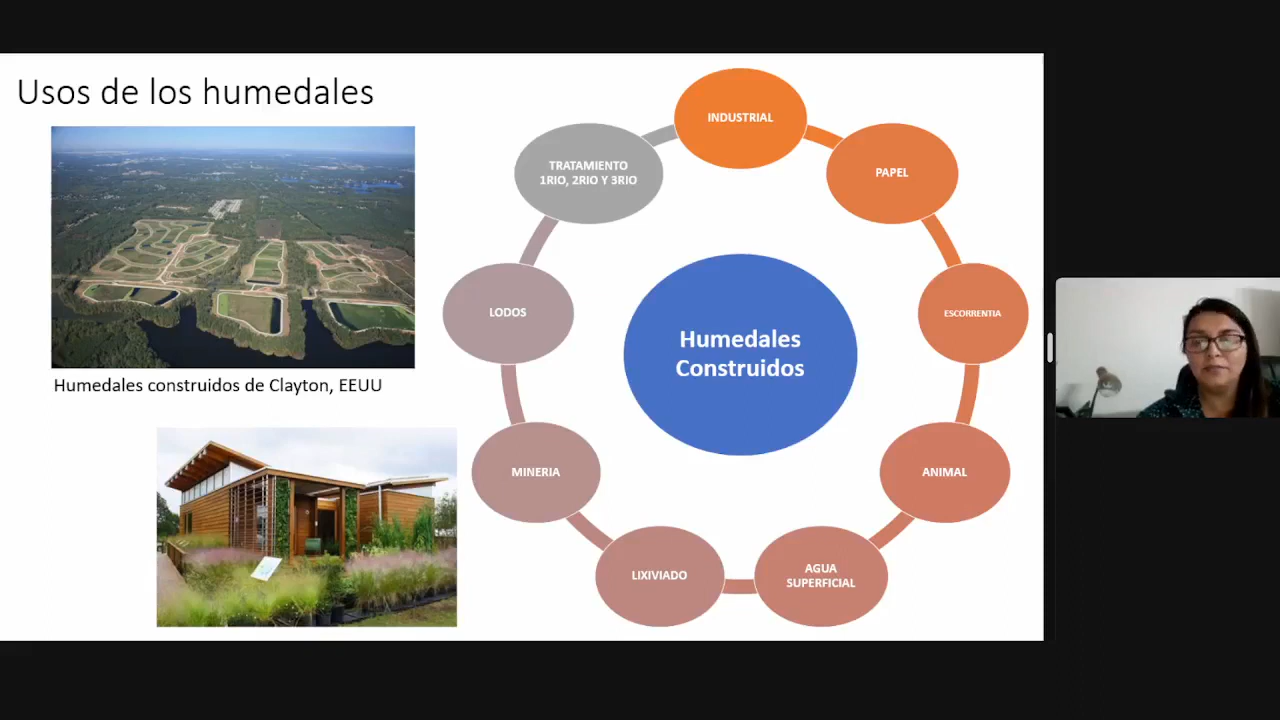 Usos de los humedales
Humedales construidos de Clayton, EEUU
INDUSTRIAL
PAPEL
ESCORRENTIA
ANIMAL
AGUA
SUPERFICIAL
LIXIVIADO
MINERIA
LODOS
TRATAMIENTO
1RIO, 2RIO Y 3RIO
Humedales
Construidos